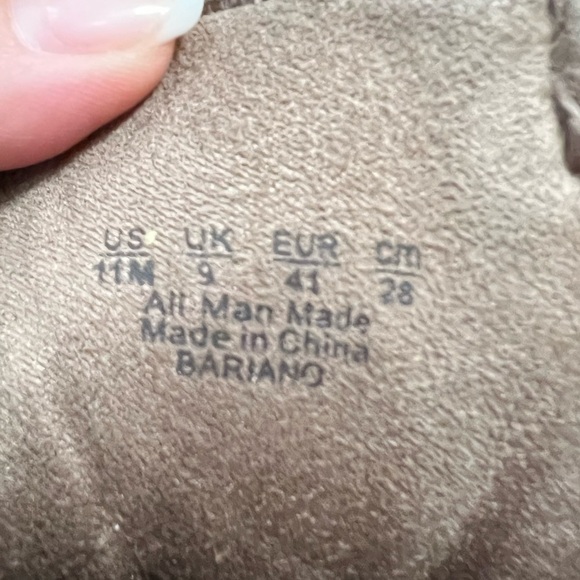 US UK EUR cm
11M 9 41 28
All Man Made
Made in China
BARIANO